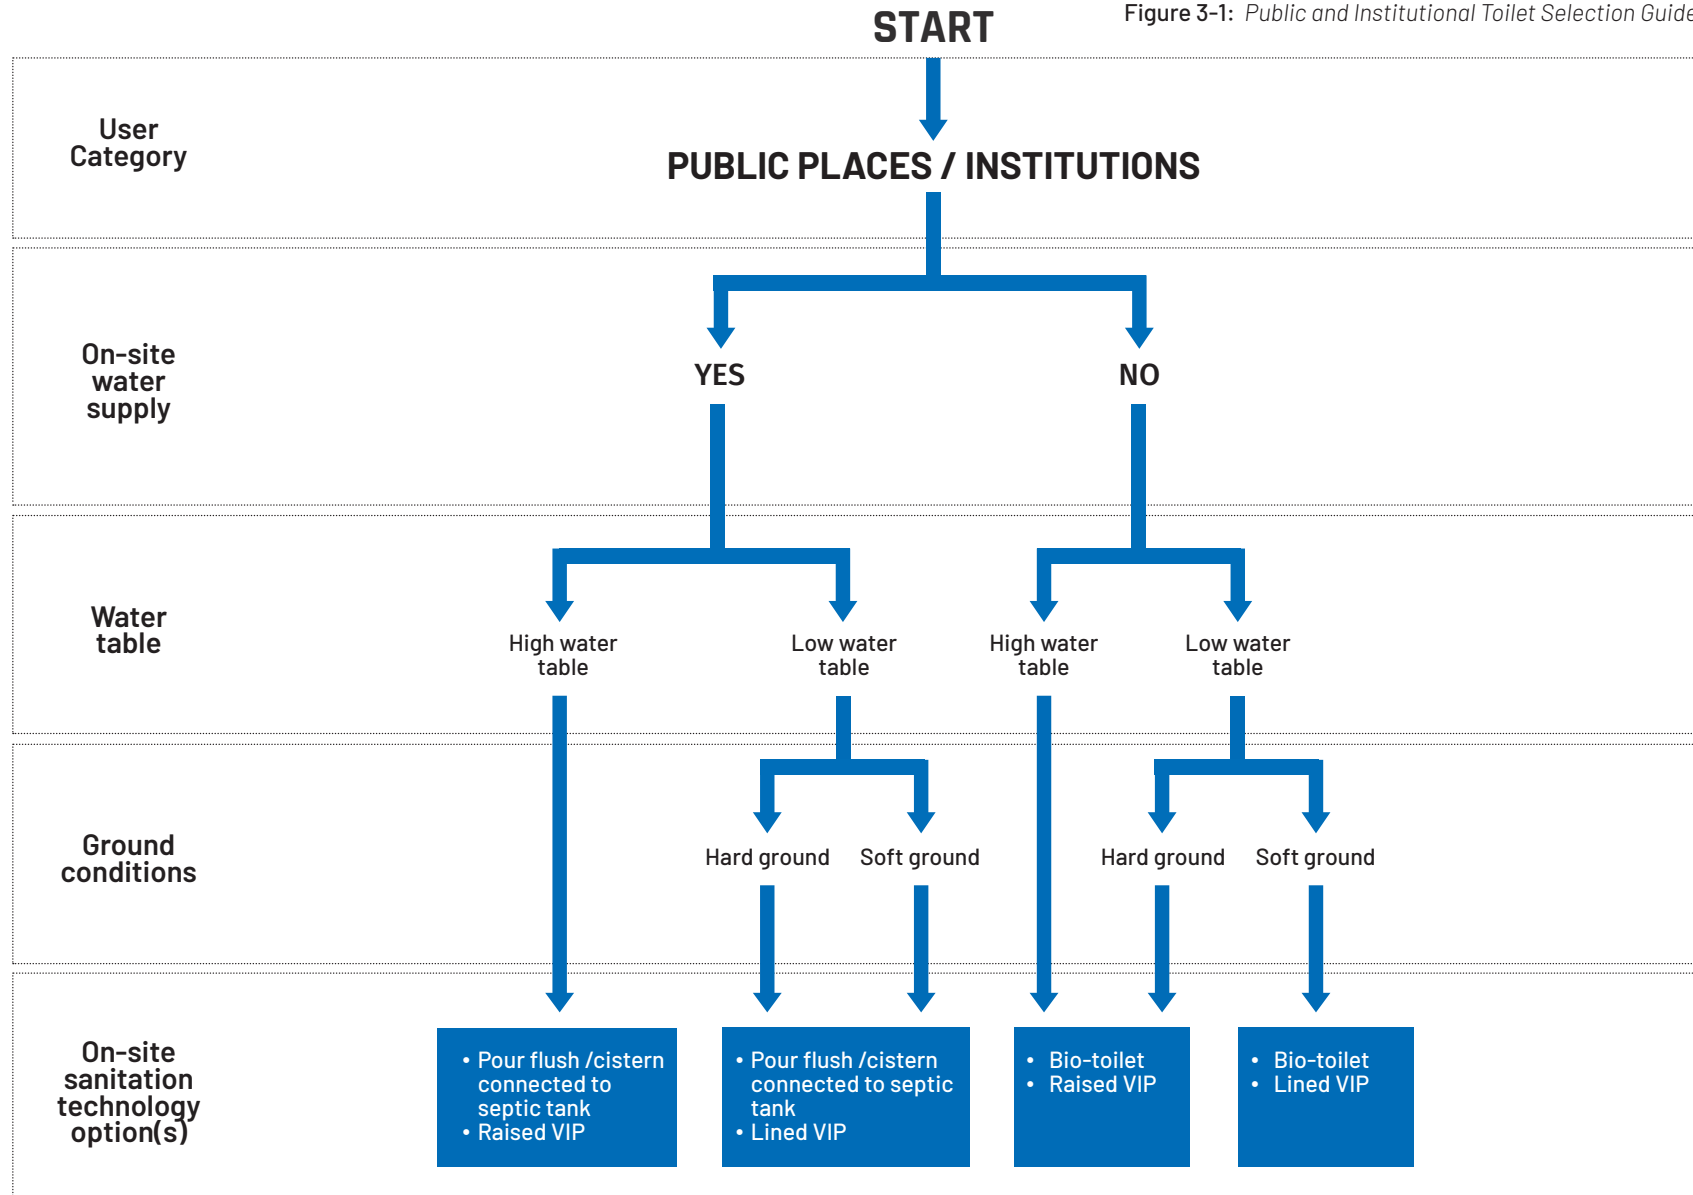 START
Figure 3-1: Public and Institutional Toilet Selection Guide
User
Category
PUBLIC PLACES / INSTITUTIONS
On-site
water
supply
YES
NO
Water
table
High water
table
Low water
table
High water
table
Low water
table
Ground
conditions
Hard ground
Soft ground
Hard ground
Soft ground
On-site
sanitation
technology
option(s)
• Pour flush /cistern
connected to
septic tank
• Raised VIP
• Pour flush /cistern
connected to septic
tank
• Lined VIP
• Bio-toilet
• Raised VIP
• Bio-toilet
• Lined VIP